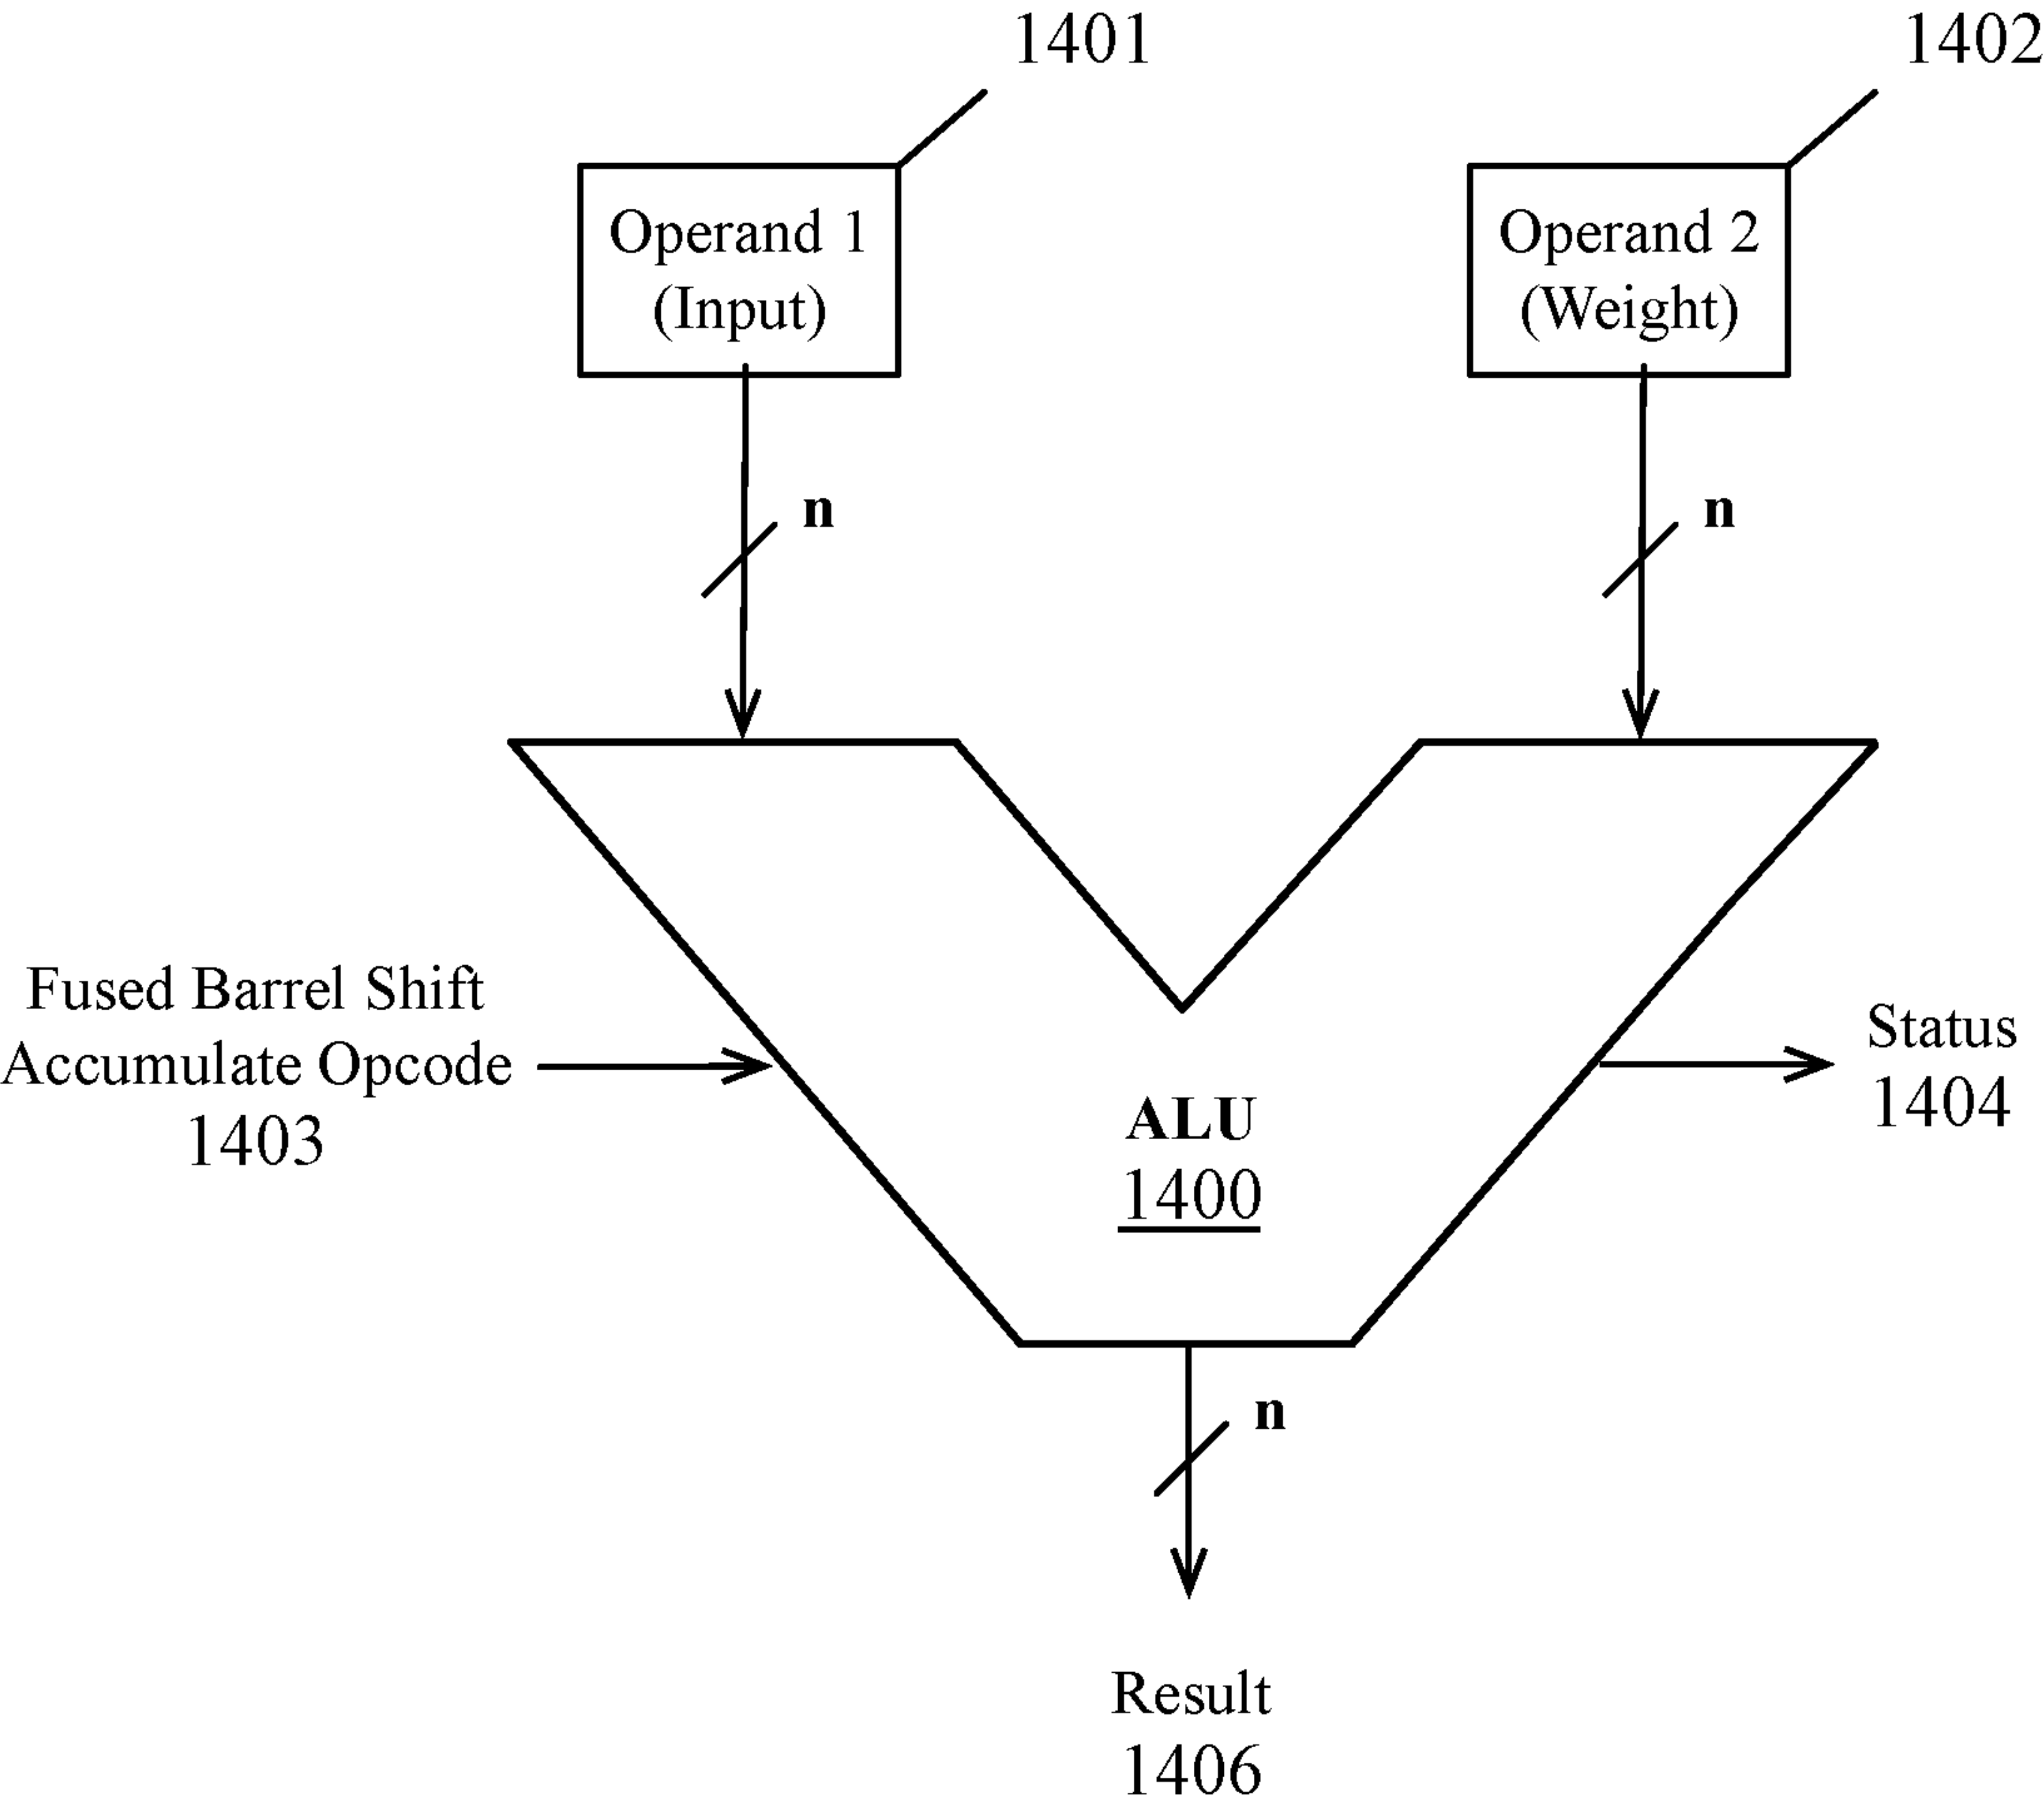 1401
1402
Operand 1
(Input)
Operand 2
(Weight)
n
n
Fused Barrel Shift
Accumulate Opcode
1403
Status
1404
ALU
1400
n
Result
1406